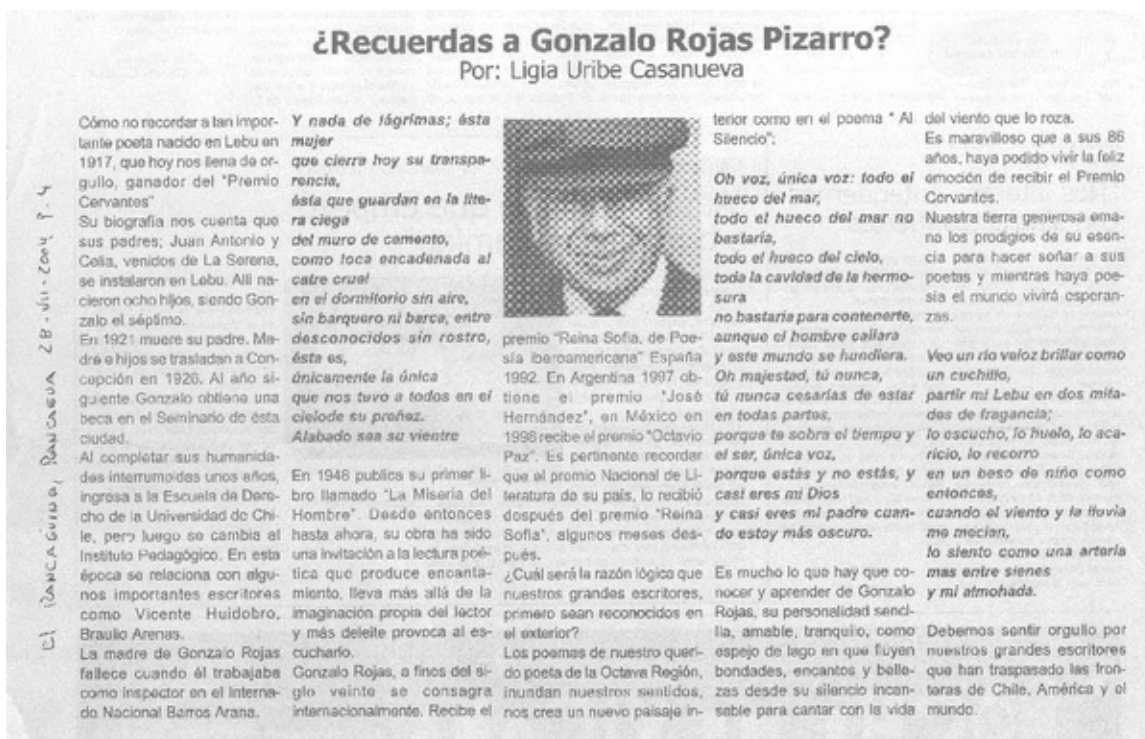 ¿Recuerdas a Gonzalo Rojas Pizarro?
Por: Ligia Uribe Casanueva
Cómo no recordar a tan impor-
tante poeta nacido en Lebu en
1917, que hoy nos llena de or-
gullo, ganador del "Premio
Cervantes"
Su biografía nos cuenta que
sus padres; Juan Antonio y
Celia, venidos de La Serena,
se instalaron en Lebu. Allí na-
cieron ocho hijos, siendo Gon-
zalo el séptimo.
En 1921 muere su padre. Ma-
dre e hijos se trasladan a Con-
cepción en 1926. Al año si-
guiente Gonzalo obtiene una
beca en el Seminario de ésta
ciudad.
Al completar sus humanida-
des interrumpidas unos años,
ingresa a la Escuela de Dere-
cho de la Universidad de Chi-
le, pero luego se cambia al
Instituto Pedagógico. En esta
época se relaciona con algu-
nos importantes escritores
como Vicente Huidobro,
Braulio Arenas.
La madre de Gonzalo Rojas
fallece cuando él trabajaba
como Inspector en el Interna-
do Nacional Barros Arana.
Y nada de lágrimas; ésta
mujer
que cierra hoy su transpa-
rencia,
ésta que guardan en la lite-
ra ciega
del muro de cemento,
como loca encadenada al
catre cruel
en el dormitorio sin aire,
sin barquero ni barca, entre
desconocidos sin rostro,
ésta es,
únicamente la única
que nos tuvo a todos en el
cielode su preñez.
Alabado sea su vientre
En 1948 publica su primer li-
bro llamado "La Miseria del
Hombre". Desde entonces
hasta ahora, su obra ha sido
una invitación a la lectura poé-
tica que produce encanta-
miento, lleva más allá de la
imaginación propia del lector
y más deleite provoca al es-
cucharlo.
Gonzalo Rojas, a fines del si-
glo veinte se consagra
internacionalmente. Recibe el
premio "Reina Sofía, de Poe-
sía iberoamericana" España
1992. En Argentina 1997 ob-
tiene el premio "José
Hernández", en México en
1998 recibe el premio "Octavio
Paz". Es pertinente recordar
que el premio Nacional de Li-
teratura de su país, lo recibió
después del premio "Reina
Sofía", algunos meses des-
pués.
¿Cuál será la razón lógica que
nuestros grandes escritores,
primero sean reconocidos en
el exterior?
Los poemas de nuestro queri-
do poeta de la Octava Región,
inundan nuestros sentidos,
nos crea un nuevo paisaje in-
terior como en el poema " Al
Silencio":
Oh voz, única voz: todo el
hueco del mar,
todo el hueco del mar no
bastaría,
todo el hueco del cielo,
toda la cavidad de la hermo-
sura
no bastaría para contenerte,
aunque el hombre callara
y este mundo se hundiera.
Oh majestad, tú nunca,
tú nunca cesarías de estar
en todas partes,
porque te sobra el tiempo y
el ser, única voz,
porque estás y no estás, y
casi eres mi Dios
y casi eres mi padre cuan-
do estoy más oscuro.
Es mucho lo que hay que co-
nocer y aprender de Gonzalo
Rojas, su personalidad senci-
lla, amable, tranquilo, como
espejo de lago en que fluyen
bondades, encantos y belle-
zas desde su silencio incan-
sable para cantar con la vida
del viento que lo roza.
Es maravilloso que a sus 86
años, haya podido vivir la feliz
emoción de recibir el Premio
Cervantes.
Nuestra tierra generosa ema-
na los prodigios de su esen-
cia para hacer soñar a sus
poetas y mientras haya poe-
sía el mundo vivirá esperan-
zas.
Veo un río veloz brillar como
un cuchillo,
partir mi Lebu en dos mita-
des de fragancia;
lo escucho, lo huelo, lo aca-
ricio, lo recorro
en un beso de niño como
entonces,
cuando el viento y la lluvia
me mecían,
lo siento como una arteria
mas entre sienes
y mi almohada.
Debemos sentir orgullo por
nuestros grandes escritores
que han traspasado las fron-
teras de Chile, América y el
mundo.
El Rancagüino, Rancagua 28-VII-2004 P. 4